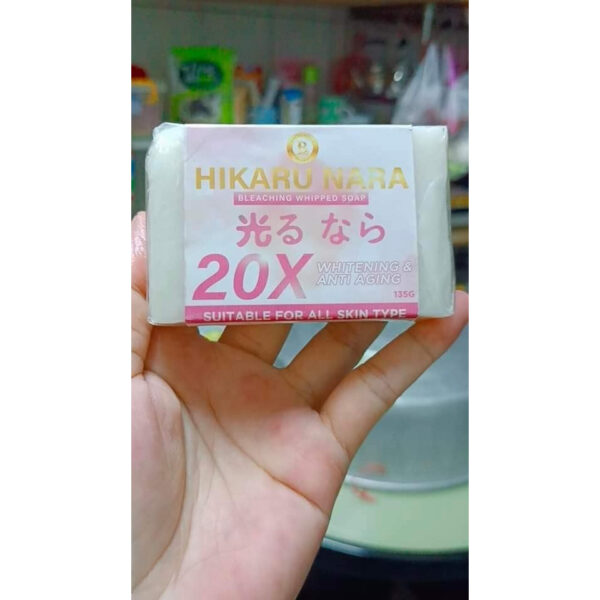 HIKARU NARA
BLEACHING WHIPPED SOAP
光る なら
20X
WHITENING &
ANTI AGING
135G
SUITABLE FOR ALL SKIN TYPE